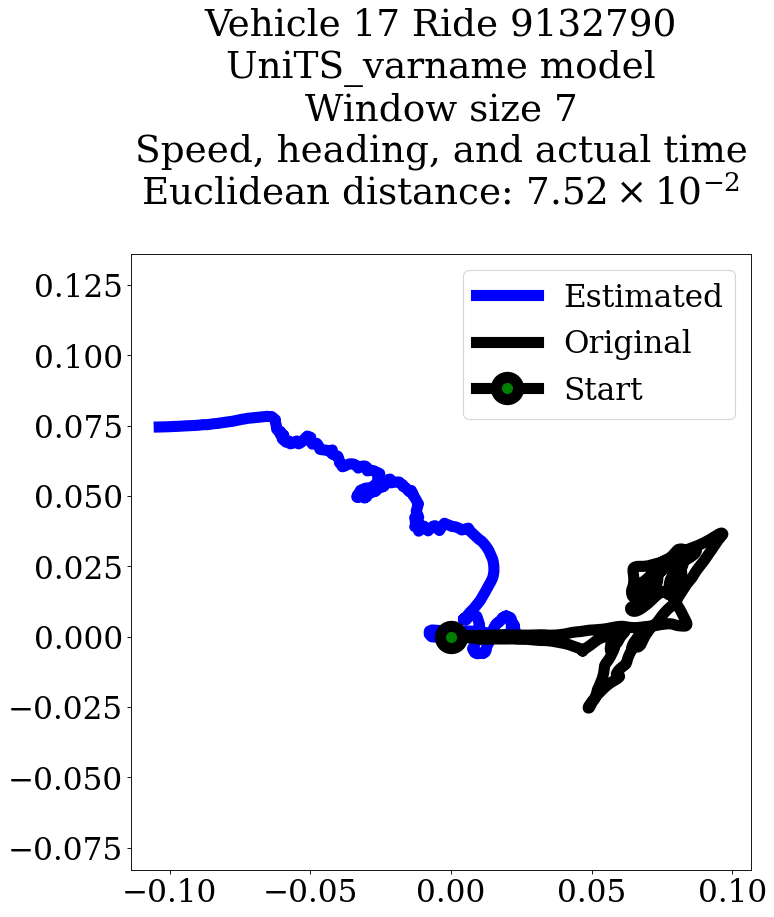 Vehicle 17 Ride 9132790
UniTS_varname model
Window size 7
Speed, heading, and actual time
Euclidean distance: 7.52 × 10⁻²
Estimated
Original
Start
0.125
0.100
0.075
0.050
0.025
0.000
−0.025
−0.050
−0.075
−0.10 −0.05 0.00 0.05 0.10